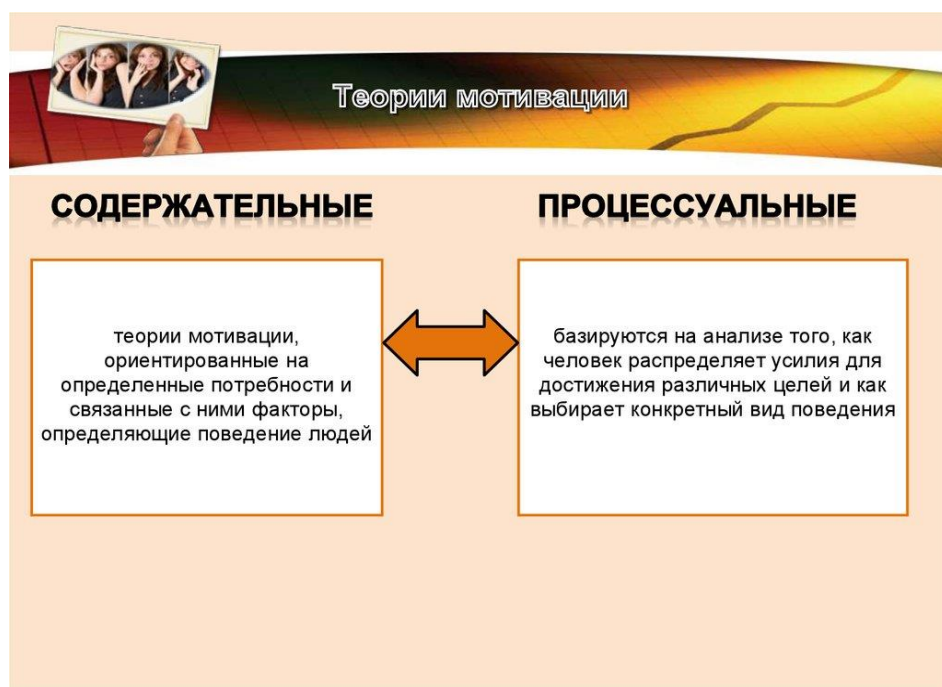 Теории мотивации
СОДЕРЖАТЕЛЬНЫЕ
ПРОЦЕССУАЛЬНЫЕ
теории мотивации,
ориентированные на
определенные потребности и
связанные с ними факторы,
определяющие поведение людей
базируются на анализе того, как
человек распределяет усилия для
достижения различных целей и как
выбирает конкретный вид поведения